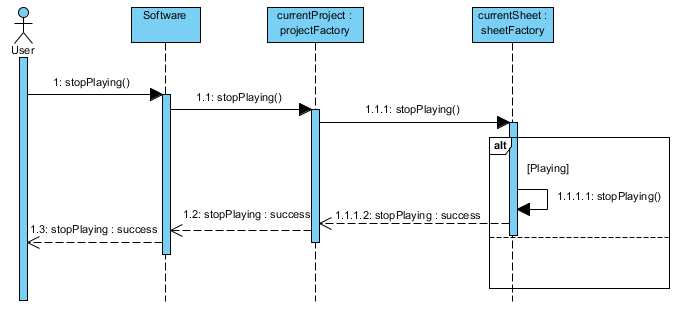 Software
currentProject :
projectFactory
currentSheet :
sheetFactory
User
1: stopPlaying()
1.1: stopPlaying()
1.1.1: stopPlaying()
alt
[Playing]
1.1.1.1: stopPlaying()
1.3: stopPlaying : success
1.2: stopPlaying : success
1.1.1.2: stopPlaying : success